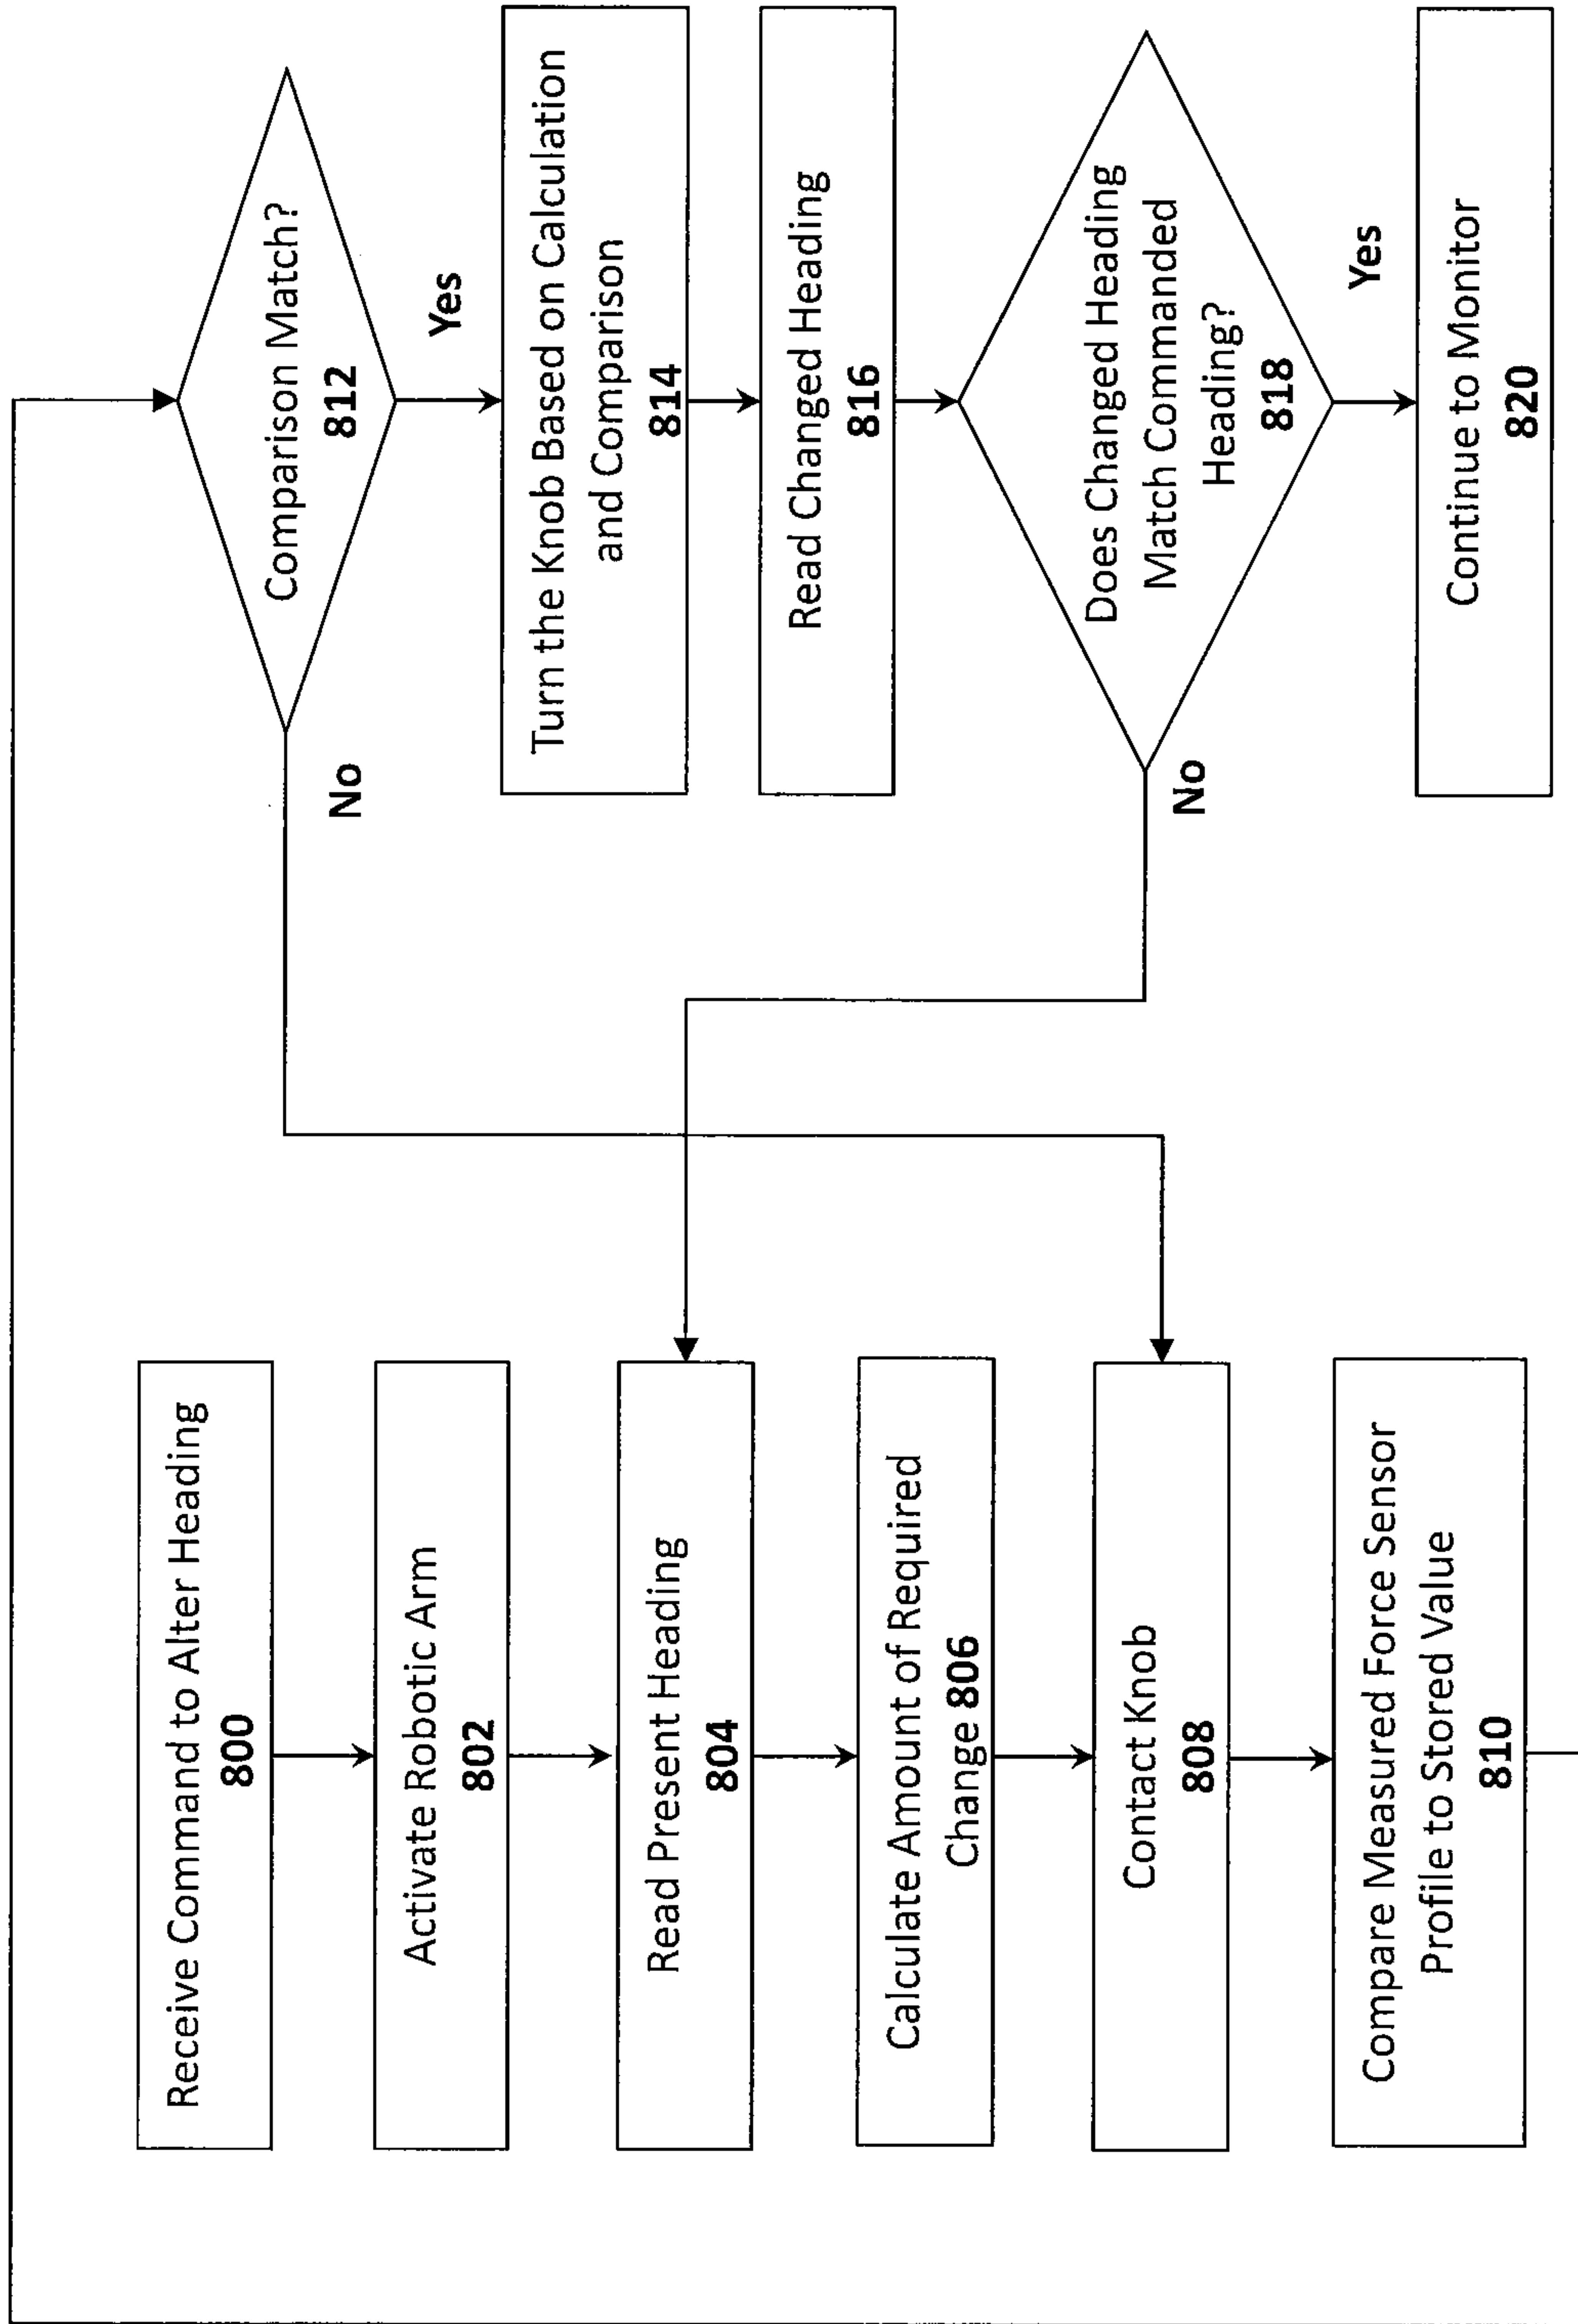 Receive Command to Alter Heading
800
Activate Robotic Arm
802
Read Present Heading
804
Calculate Amount of Required
Change 806
Contact Knob
808
Compare Measured Force Sensor
Profile to Stored Value
810
Comparison Match?
812
No
Yes
Turn the Knob Based on Calculation
and Comparison
814
Read Changed Heading
816
Does Changed Heading
Match Commanded
Heading?
818
No
Yes
Continue to Monitor
820